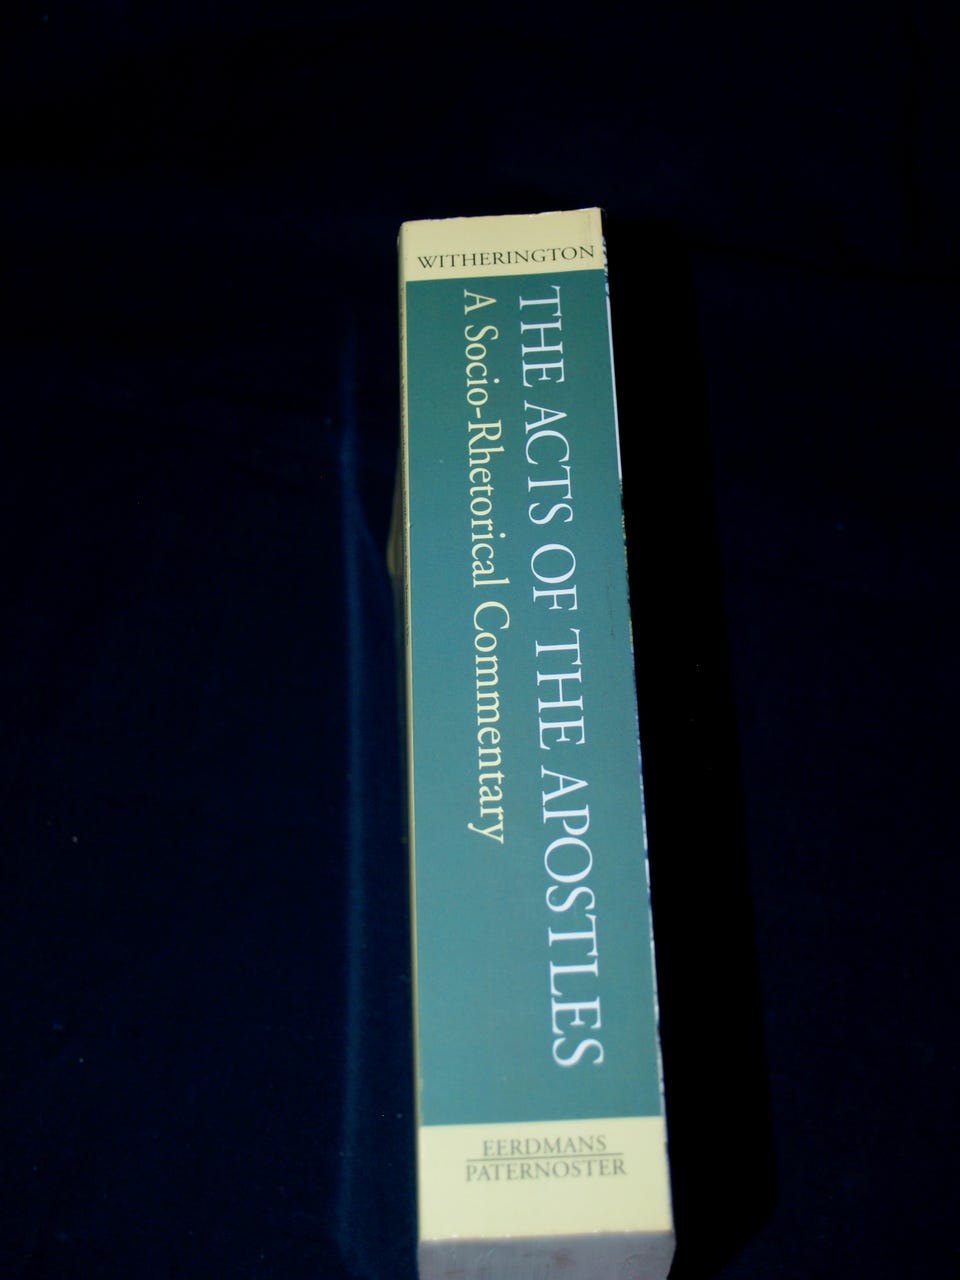 WITHERINGTON
THE ACTS OF THE APOSTLES
A Socio-Rhetorical Commentary
EERDMANS
PATERNOSTER